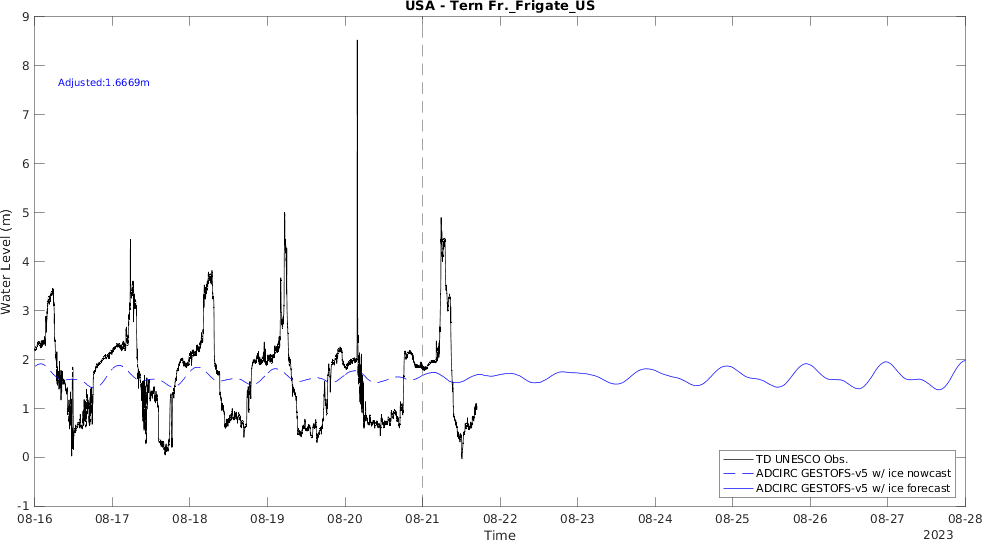 USA - Tern Fr._Frigate_US
9
8
7
6
5
4
3
2
1
0
-1
Water Level (m)
Adjusted:1.6669m
TD UNESCO Obs.
ADCIRC GESTOFS-v5 w/ ice nowcast
ADCIRC GESTOFS-v5 w/ ice forecast
08-16 08-17 08-18 08-19 08-20 08-21 08-22 08-23 08-24 08-25 08-26 08-27 08-28
Time
2023